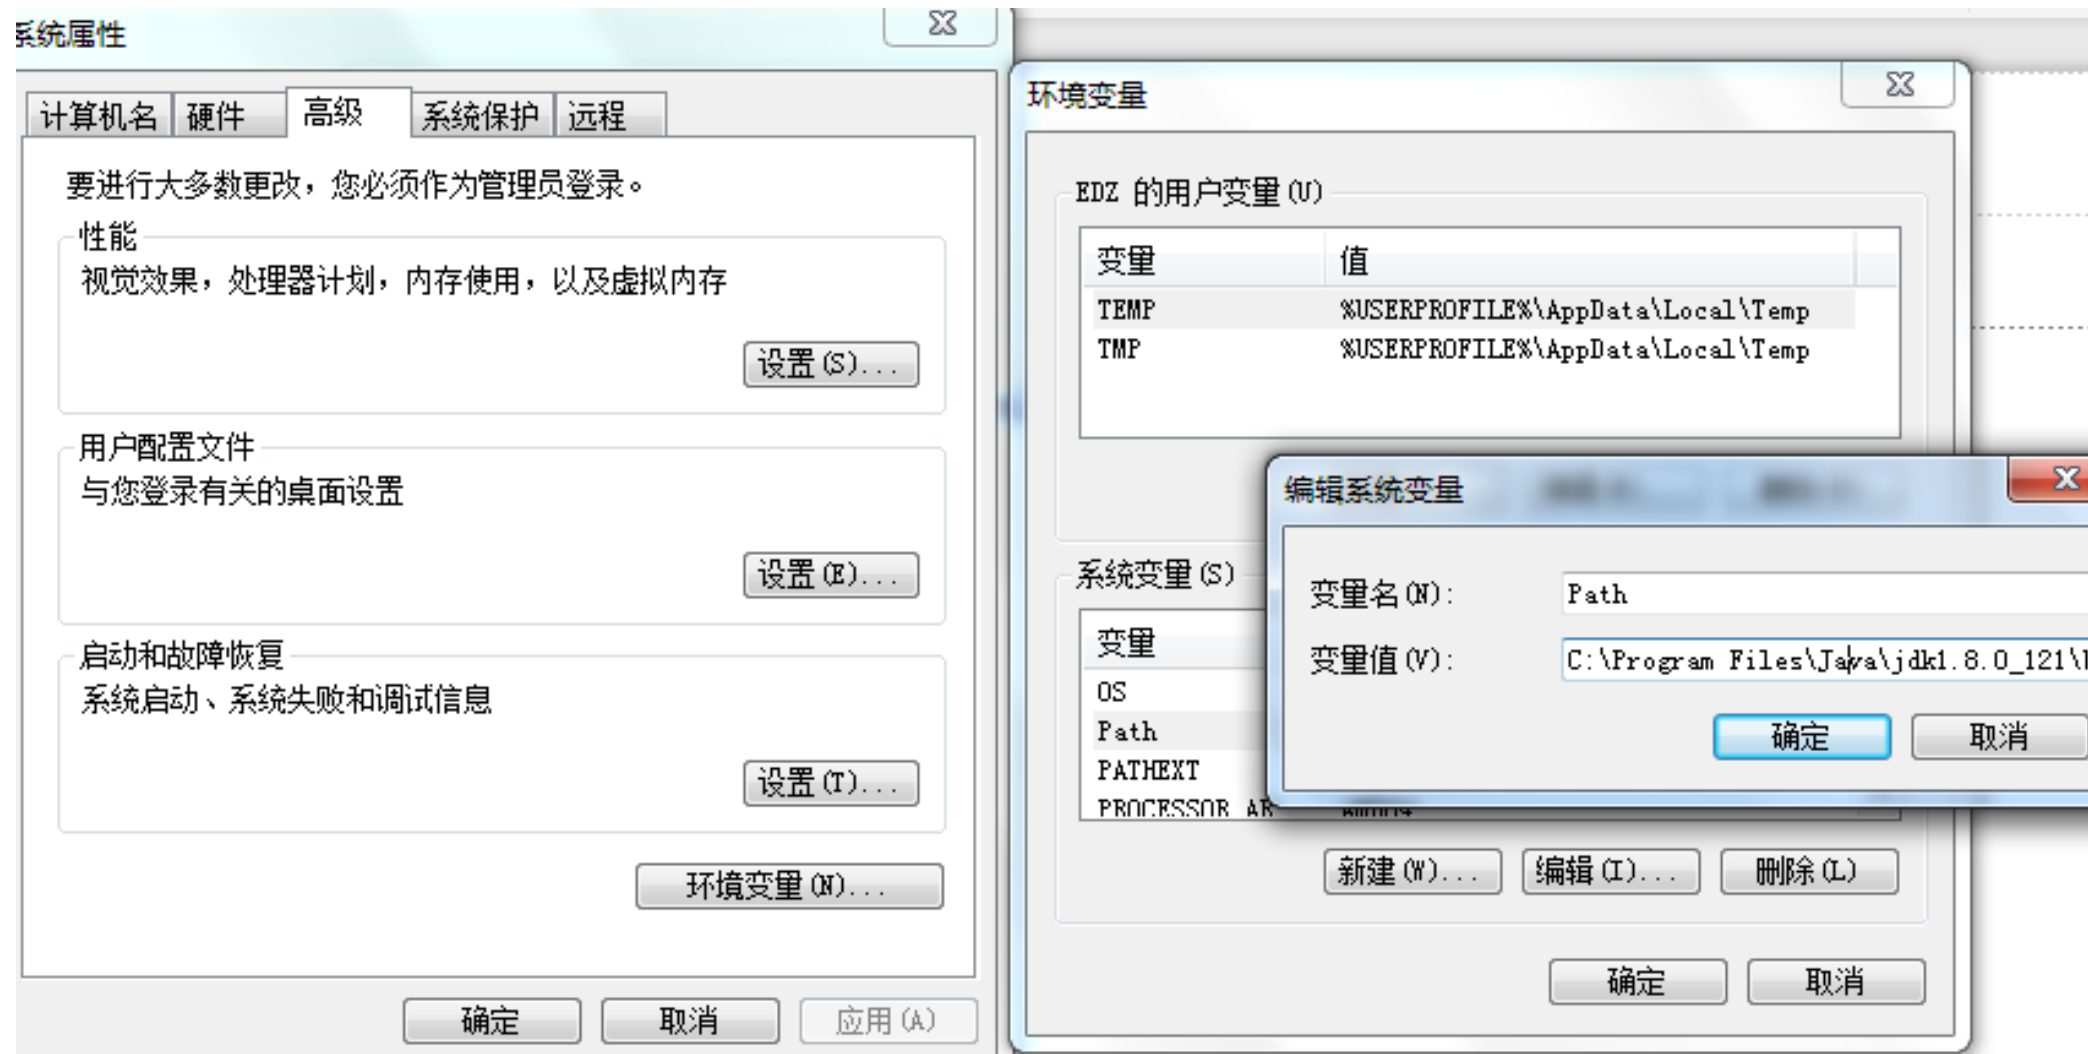 系统属性
计算机名
硬件
高级
系统保护
远程
要进行大多数更改，您必须作为管理员登录。
性能
视觉效果，处理器计划，内存使用，以及虚拟内存
设置(S)...
用户配置文件
与您登录有关的桌面设置
设置(E)...
启动和故障恢复
系统启动、系统失败和调试信息
设置(T)...
环境变量(N)...
确定
取消
应用(A)
环境变量
EDZ 的用户变量(U)
变量 值
TEMP %USERPROFILE%\AppData\Local\Temp
TMP %USERPROFILE%\AppData\Local\Temp
系统变量(S)
变量
OS
Path
PATHEXT
PROCESSOR_AR
新建(W)...
编辑(I)...
删除(L)
确定
取消
编辑系统变量
变量名(N):
Path
变量值(V):
C:\Program Files\Java\jdk1.8.0_121\
确定
取消